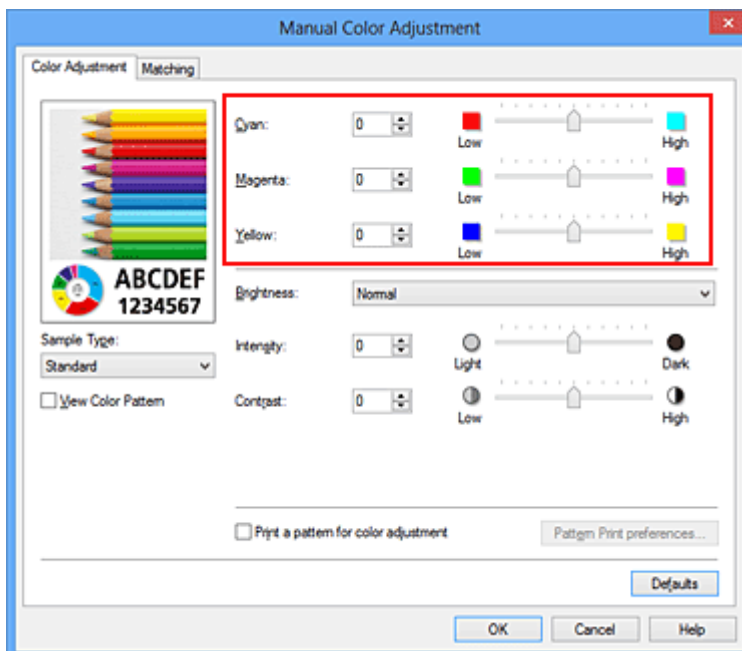 Manual Color Adjustment
Color Adjustment
Matching
ABCDEF
1234567
Sample Type:
Standard
View Color Pattern
Cyan:
0
Low
High
Magenta:
0
Low
High
Yellow:
0
Low
High
Brightness:
Normal
Intensity:
0
Light
Dark
Contrast:
0
Low
High
Print a pattern for color adjustment
Pattern Print preferences...
Defaults
OK
Cancel
Help